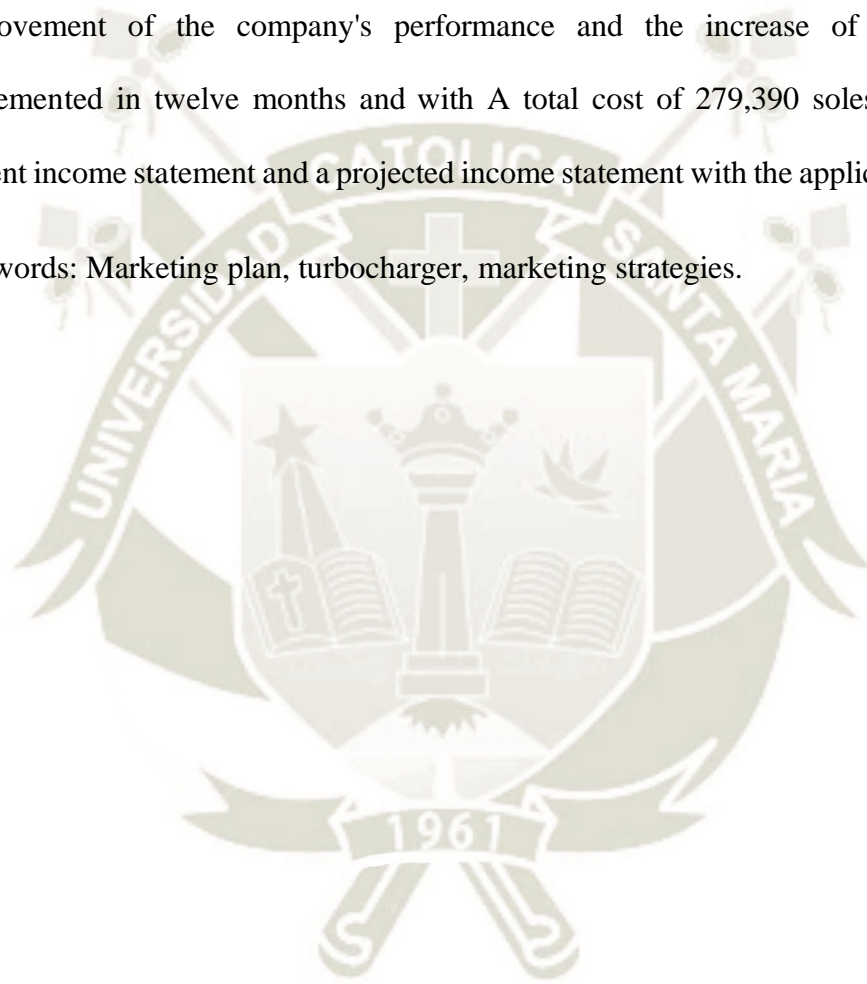 ovement of the company's performance and the increase of
emented in twelve months and with A total cost of 279,390 soles
ent income statement and a projected income statement with the applic
words: Marketing plan, turbocharger, marketing strategies.
UNIVERSIDAD CATOLICA SANTA MARIA
1961